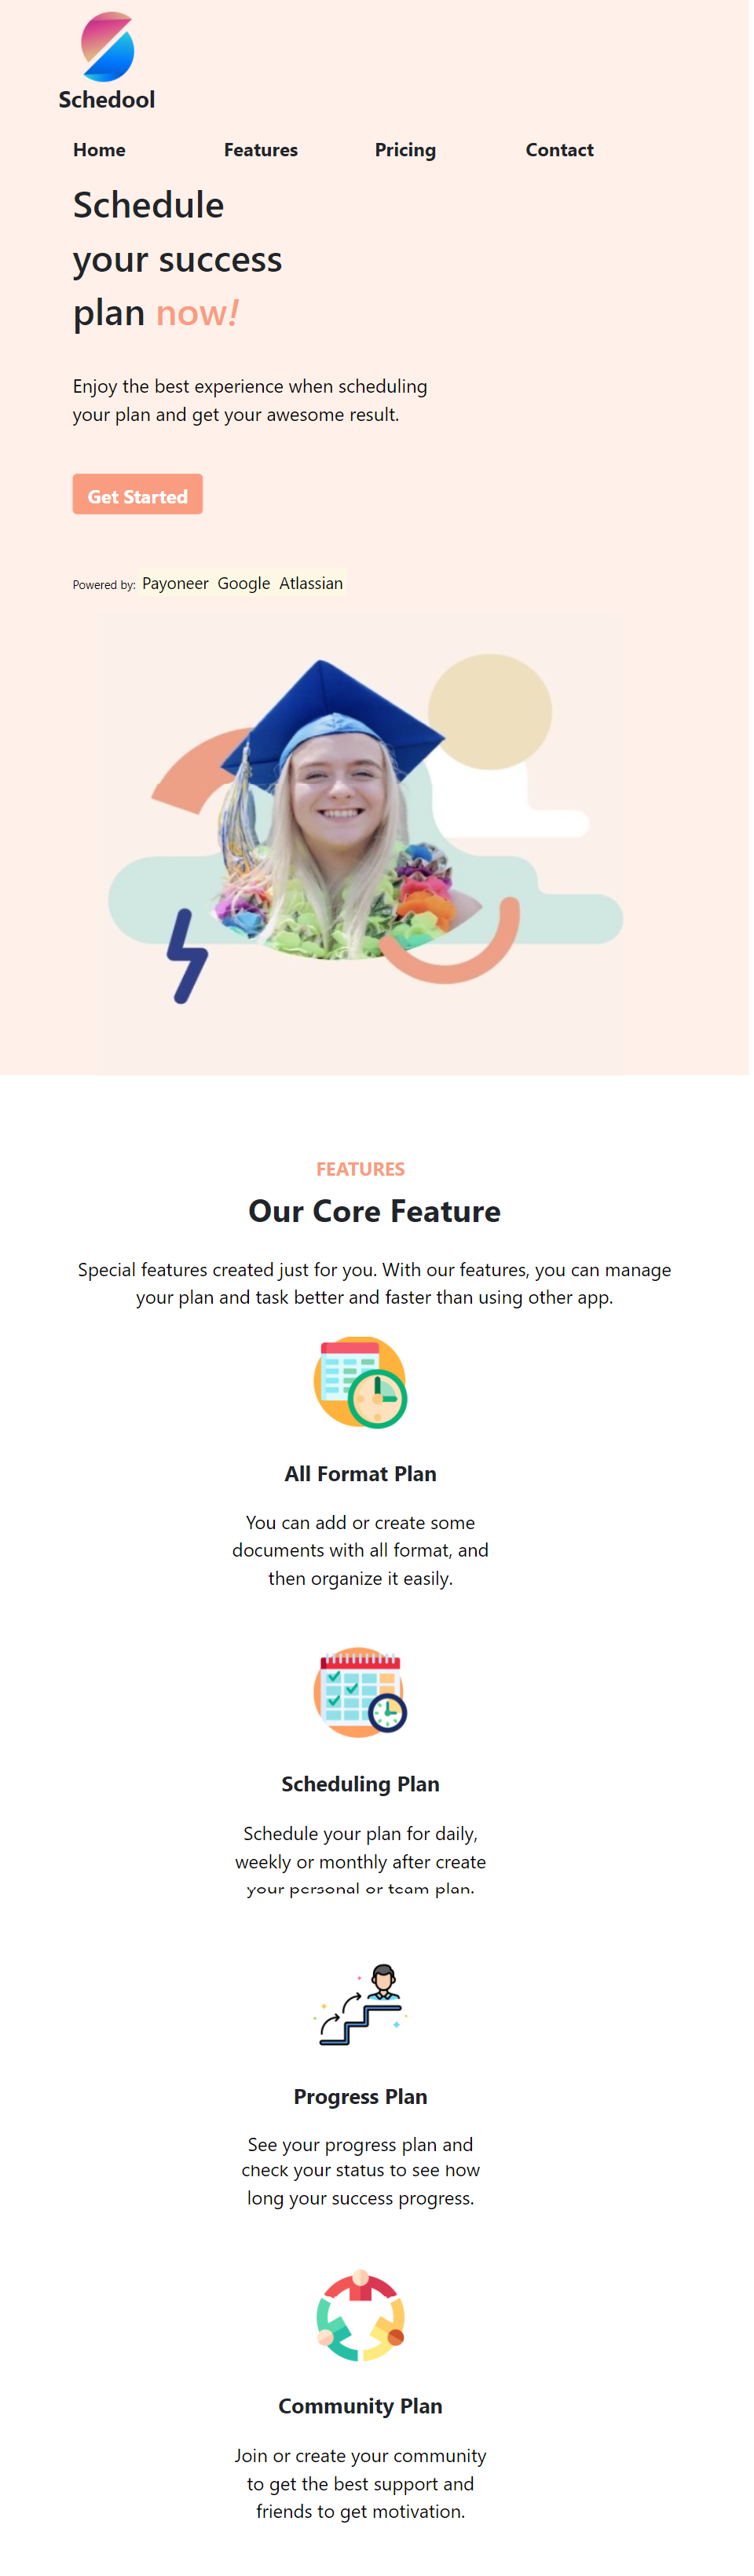 Schedool
Home Features Pricing Contact
Schedule
your success
plan now!
Enjoy the best experience when scheduling
your plan and get your awesome result.
Get Started
Powered by: Payoneer Google Atlassian
FEATURES
Our Core Feature
Special features created just for you. With our features, you can manage
your plan and task better and faster than using other app.
All Format Plan
You can add or create some
documents with all format, and
then organize it easily.
Scheduling Plan
Schedule your plan for daily,
weekly or monthly after create
your personal or team plan.
Progress Plan
See your progress plan and
check your status to see how
long your success progress.
Community Plan
Join or create your community
to get the best support and
friends to get motivation.